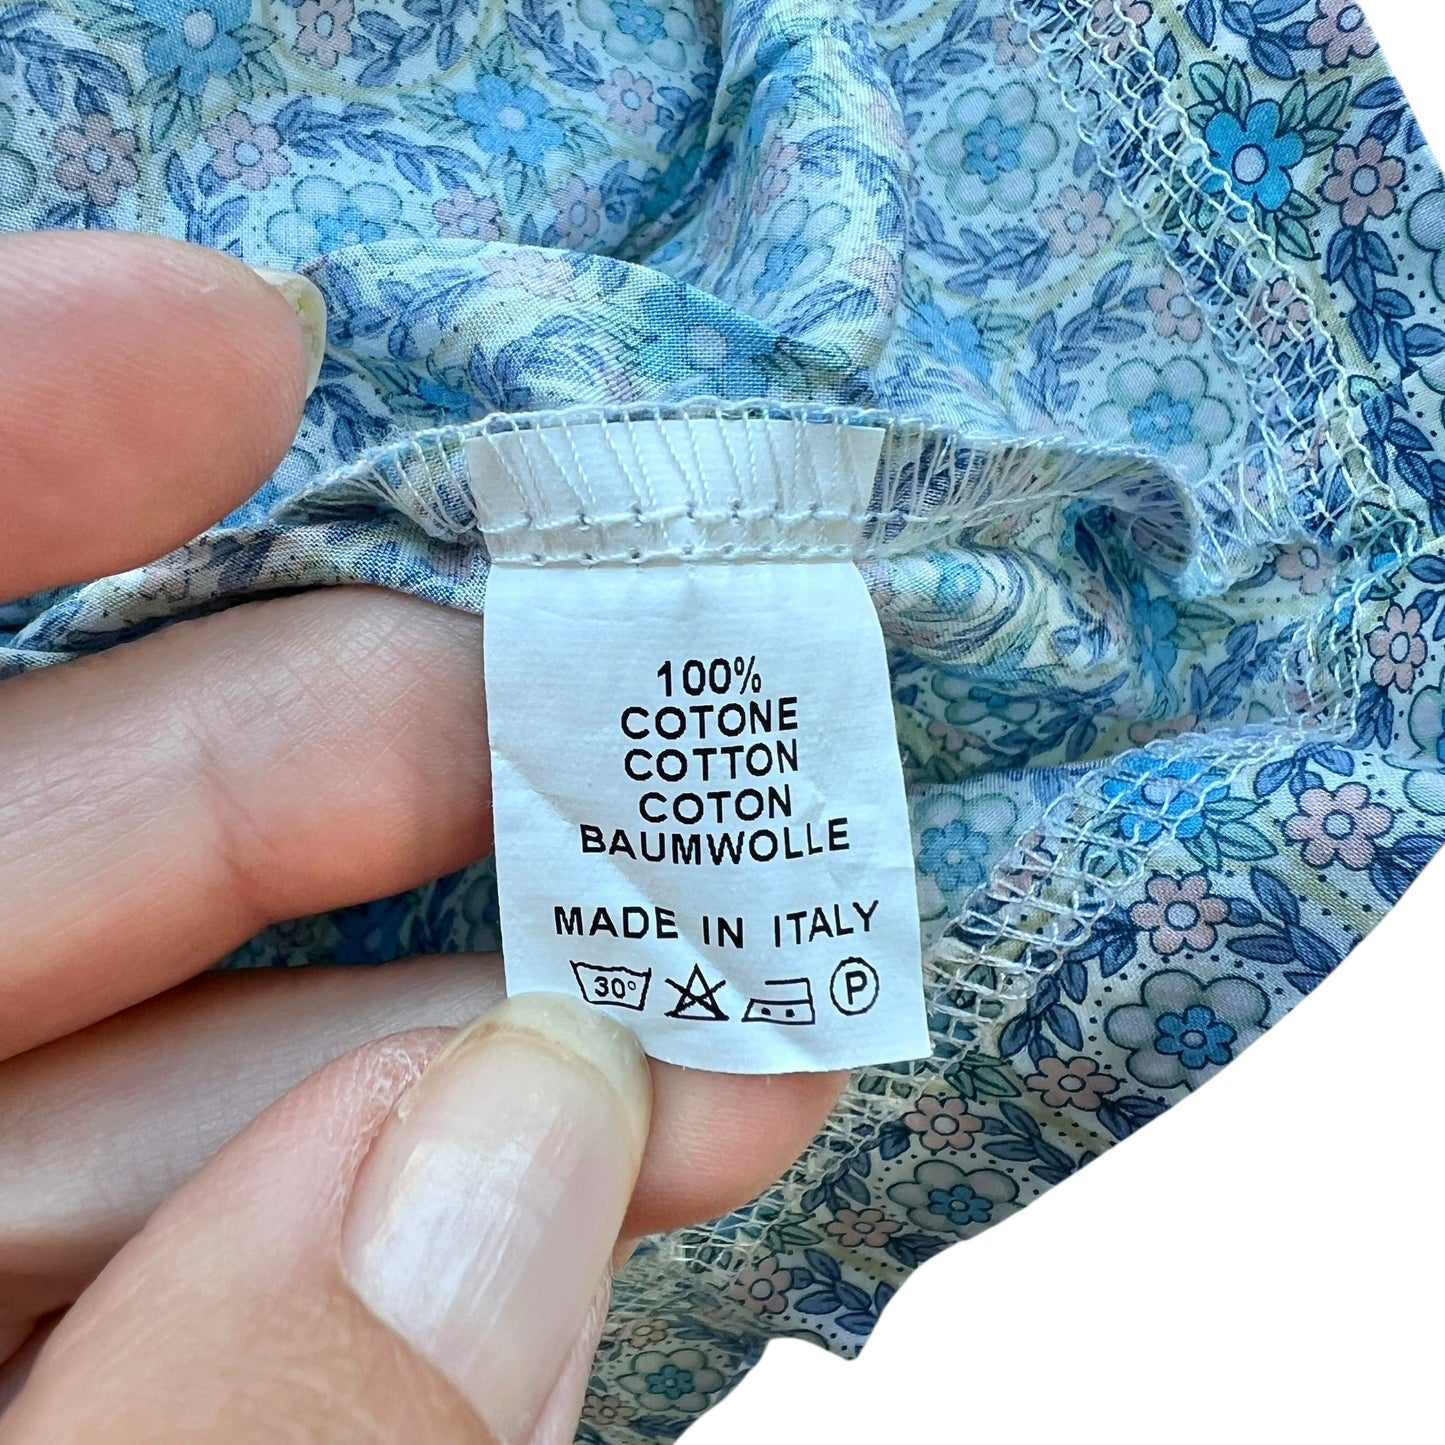 100%
COTONE
COTTON
COTON
BAUMWOLLE
MADE IN ITALY
30° P